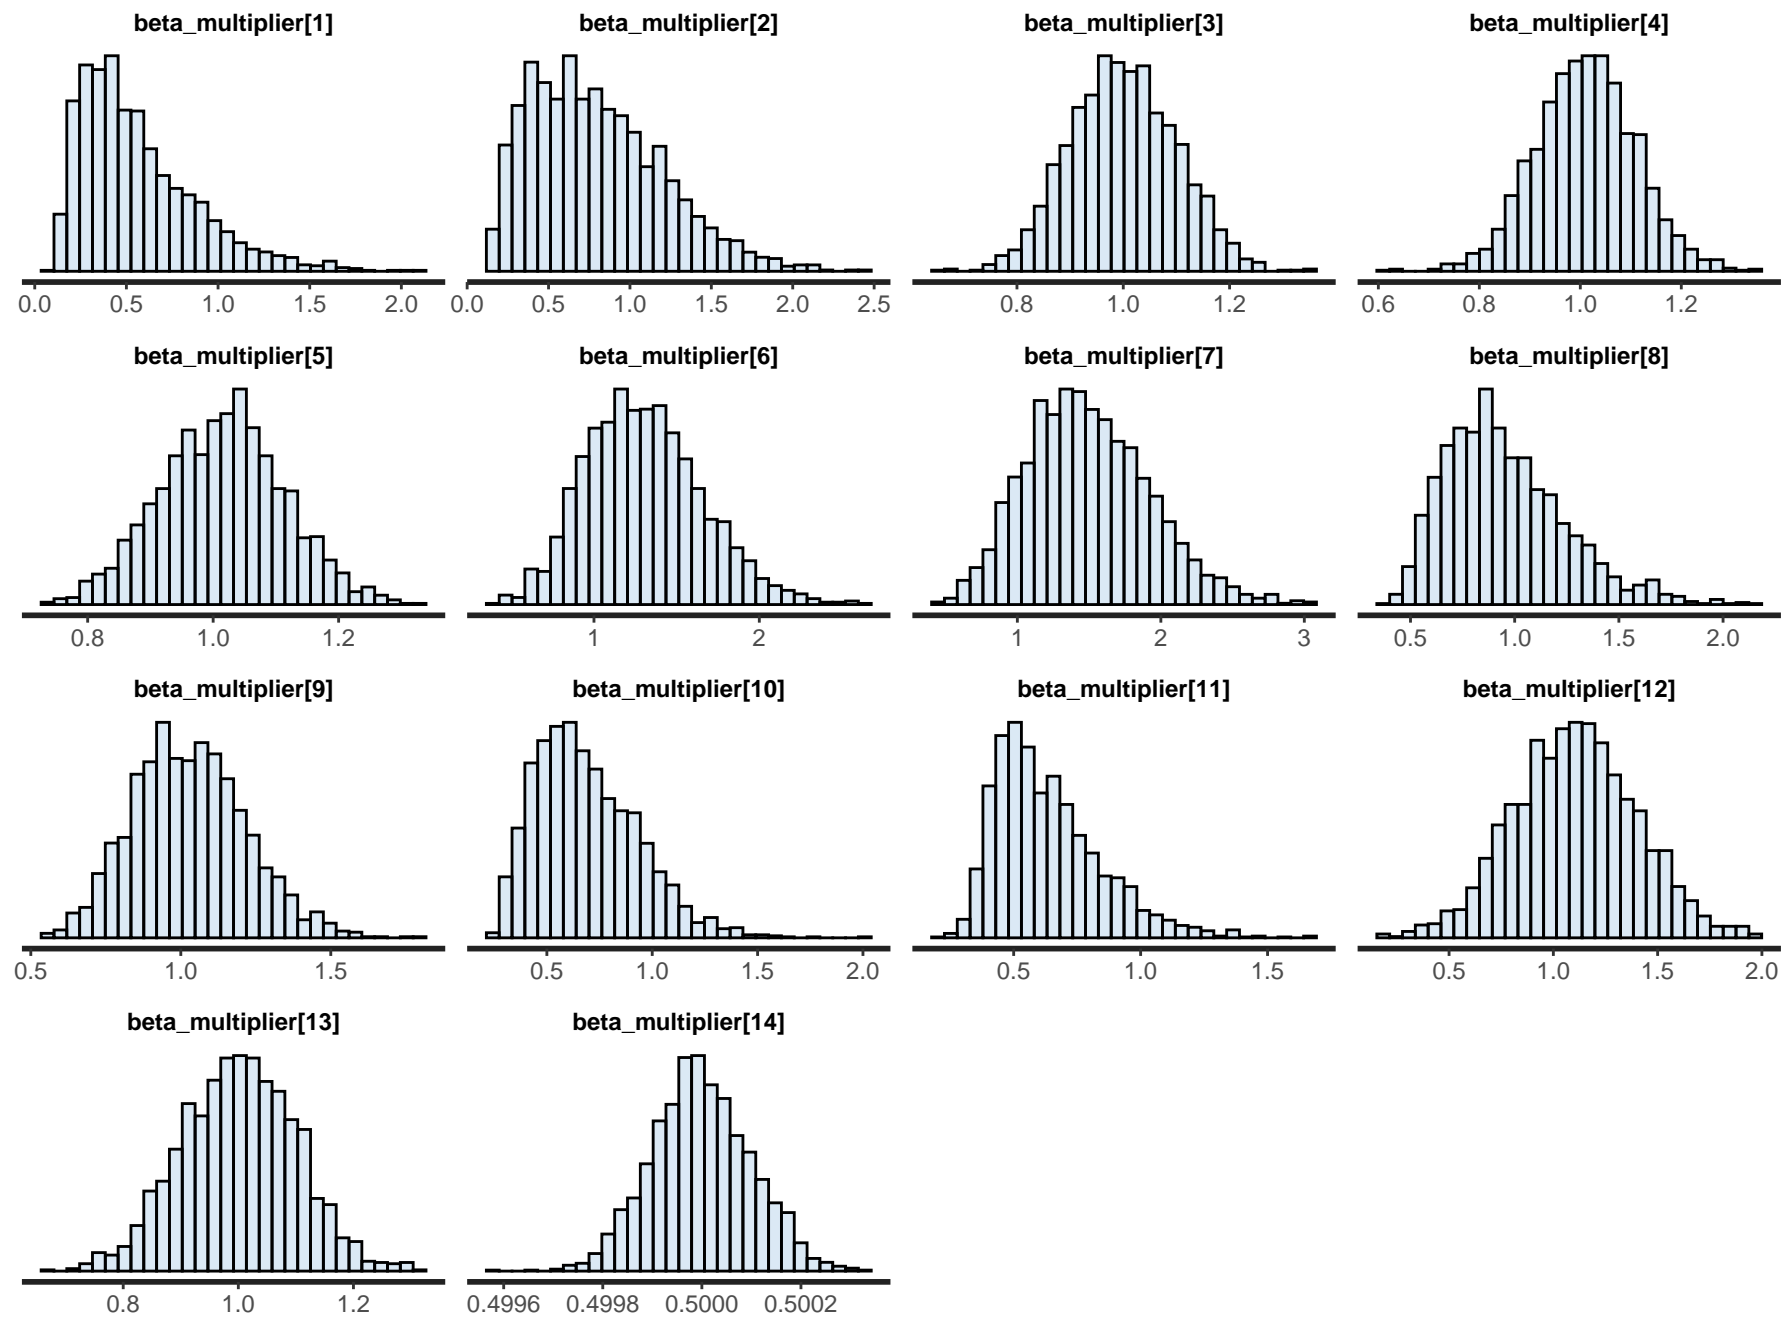 beta_multiplier[1] beta_multiplier[2] beta_multiplier[3] beta_multiplier[4]
0.0 0.5 1.0 1.5 2.0 0.0 0.5 1.0 1.5 2.0 2.5 0.8 1.0 1.2 0.6 0.8 1.0 1.2
beta_multiplier[5] beta_multiplier[6] beta_multiplier[7] beta_multiplier[8]
0.8 1.0 1.2 1 2 1 2 3 0.5 1.0 1.5 2.0
beta_multiplier[9] beta_multiplier[10] beta_multiplier[11] beta_multiplier[12]
0.5 1.0 1.5 0.5 1.0 1.5 2.0 0.5 1.0 1.5 0.5 1.0 1.5 2.0
beta_multiplier[13] beta_multiplier[14]
0.8 1.0 1.2 0.4996 0.4998 0.5000 0.5002